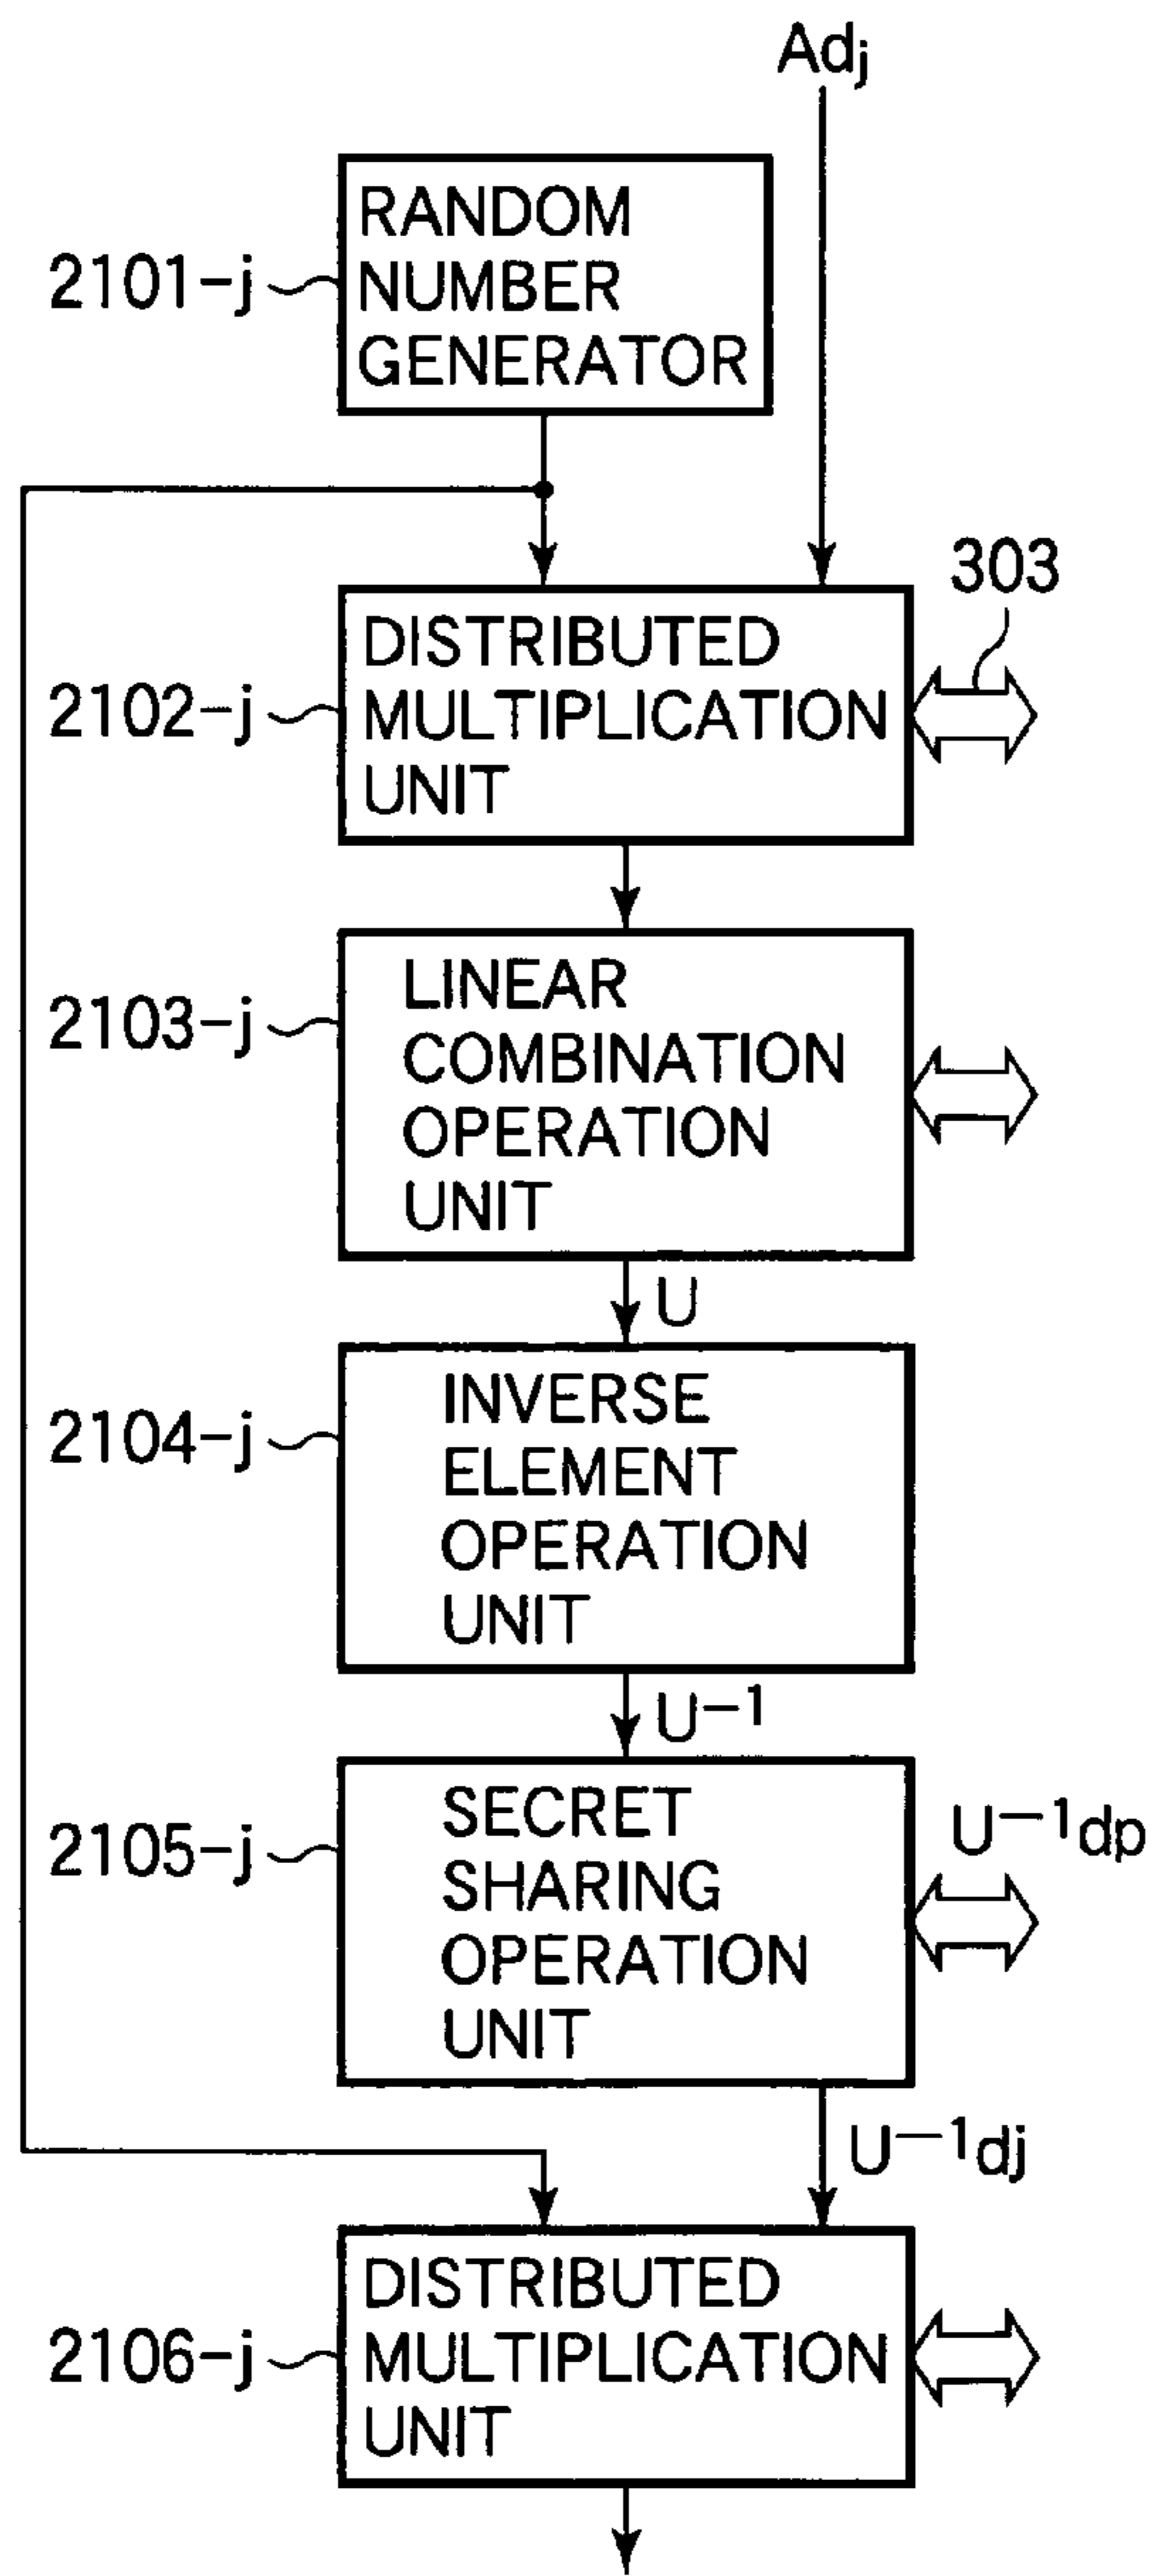 Adj
RANDOM
NUMBER
GENERATOR
2101-j
303
DISTRIBUTED
MULTIPLICATION
UNIT
2102-j
LINEAR
COMBINATION
OPERATION
UNIT
2103-j
U
INVERSE
ELEMENT
OPERATION
UNIT
2104-j
U⁻¹
SECRET
SHARING
OPERATION
UNIT
2105-j
U⁻¹dp
U⁻¹dj
DISTRIBUTED
MULTIPLICATION
UNIT
2106-j